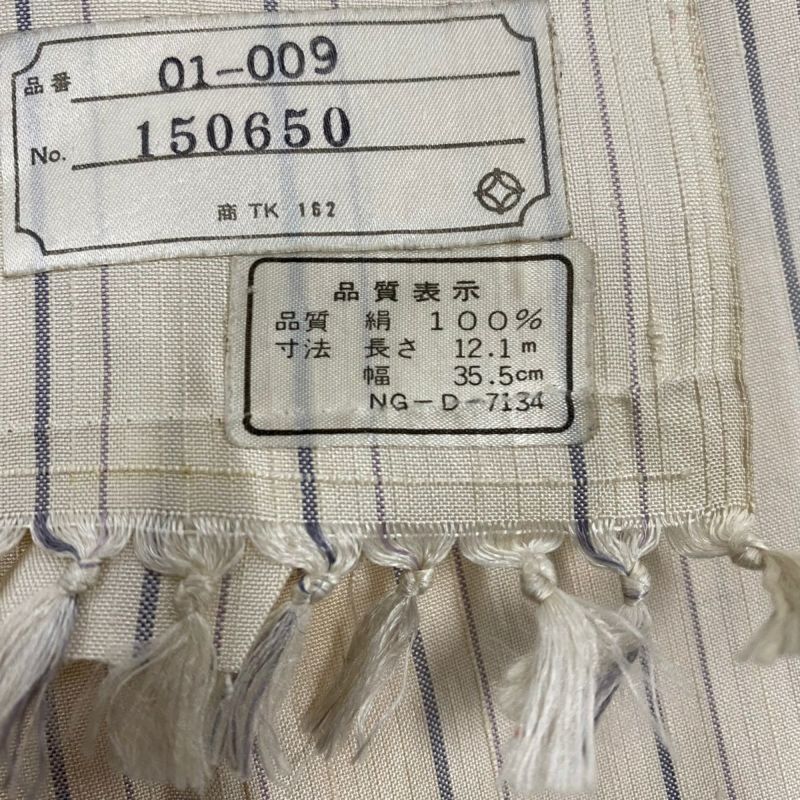 品番 01-009
No. 150650
商 TK 162
品質表示
品質 絹 100%
寸法 長さ 12.1m
幅 35.5cm
NG-D-7134